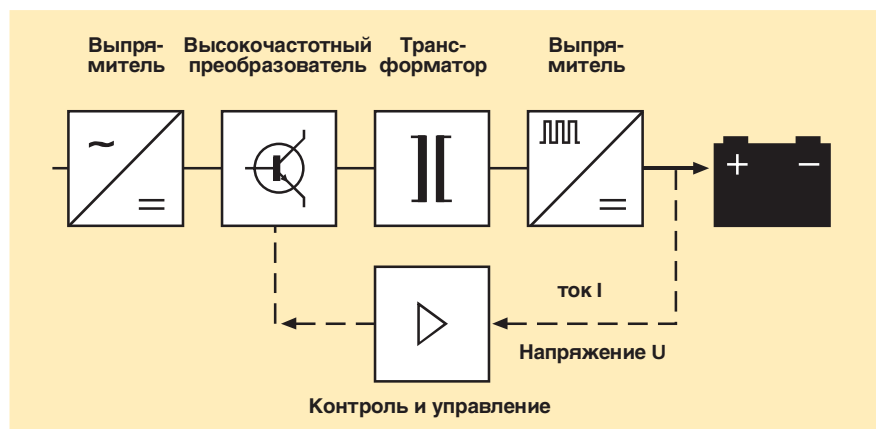 Выпря-
митель
Высокочастотный
преобразователь
Транс-
форматор
Выпря-
митель
~
=
=
+ −
ток I
Напряжение U
Контроль и управление